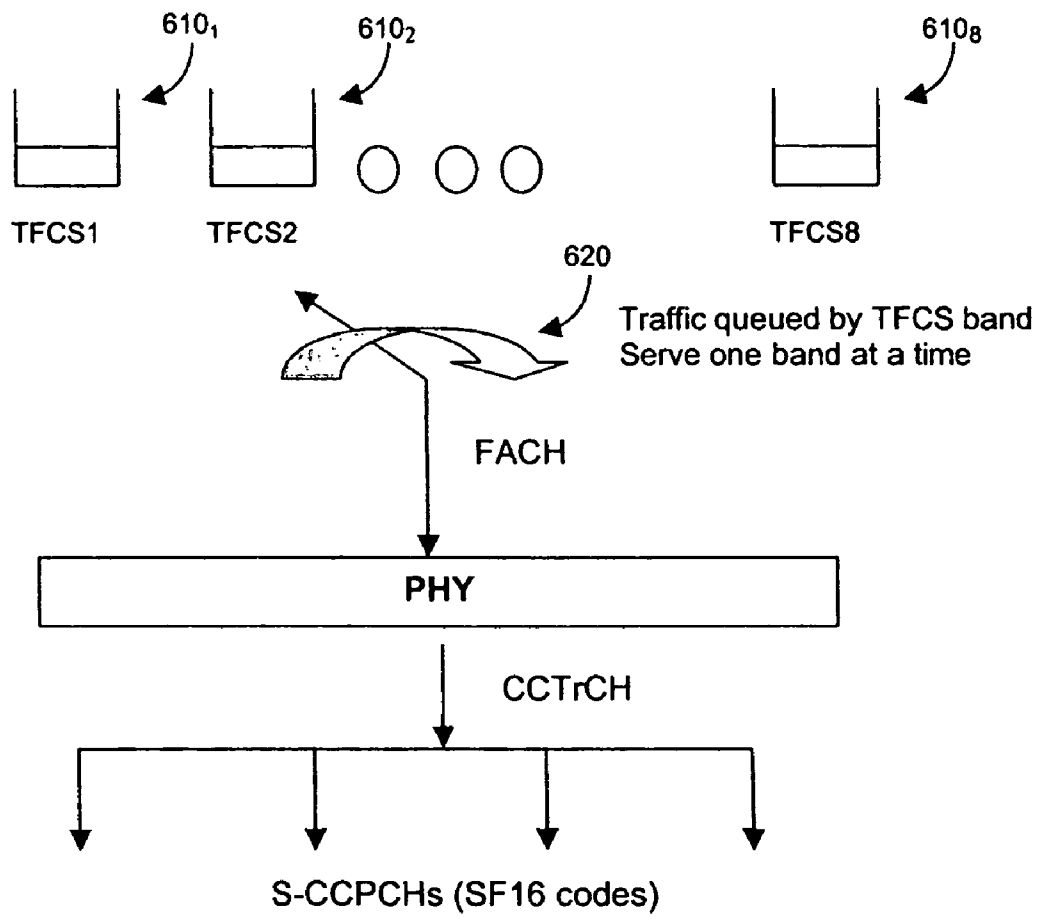 610₁ 610₂ 610₈
TFCS1 TFCS2 TFCS8
620
Traffic queued by TFCS band
Serve one band at a time
FACH
PHY
CCTrCH
S-CCPCHs (SF16 codes)